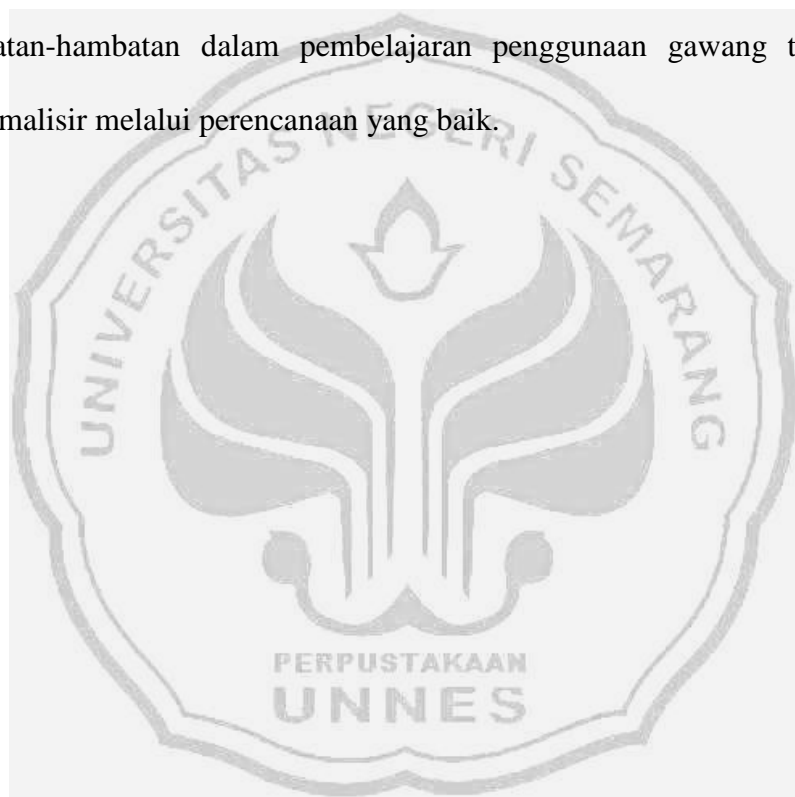 atan-hambatan dalam pembelajaran penggunaan gawang t
malisir melalui perencanaan yang baik.
UNIVERSITAS NEGERI SEMARANG
PERPUSTAKAAN
UNNES